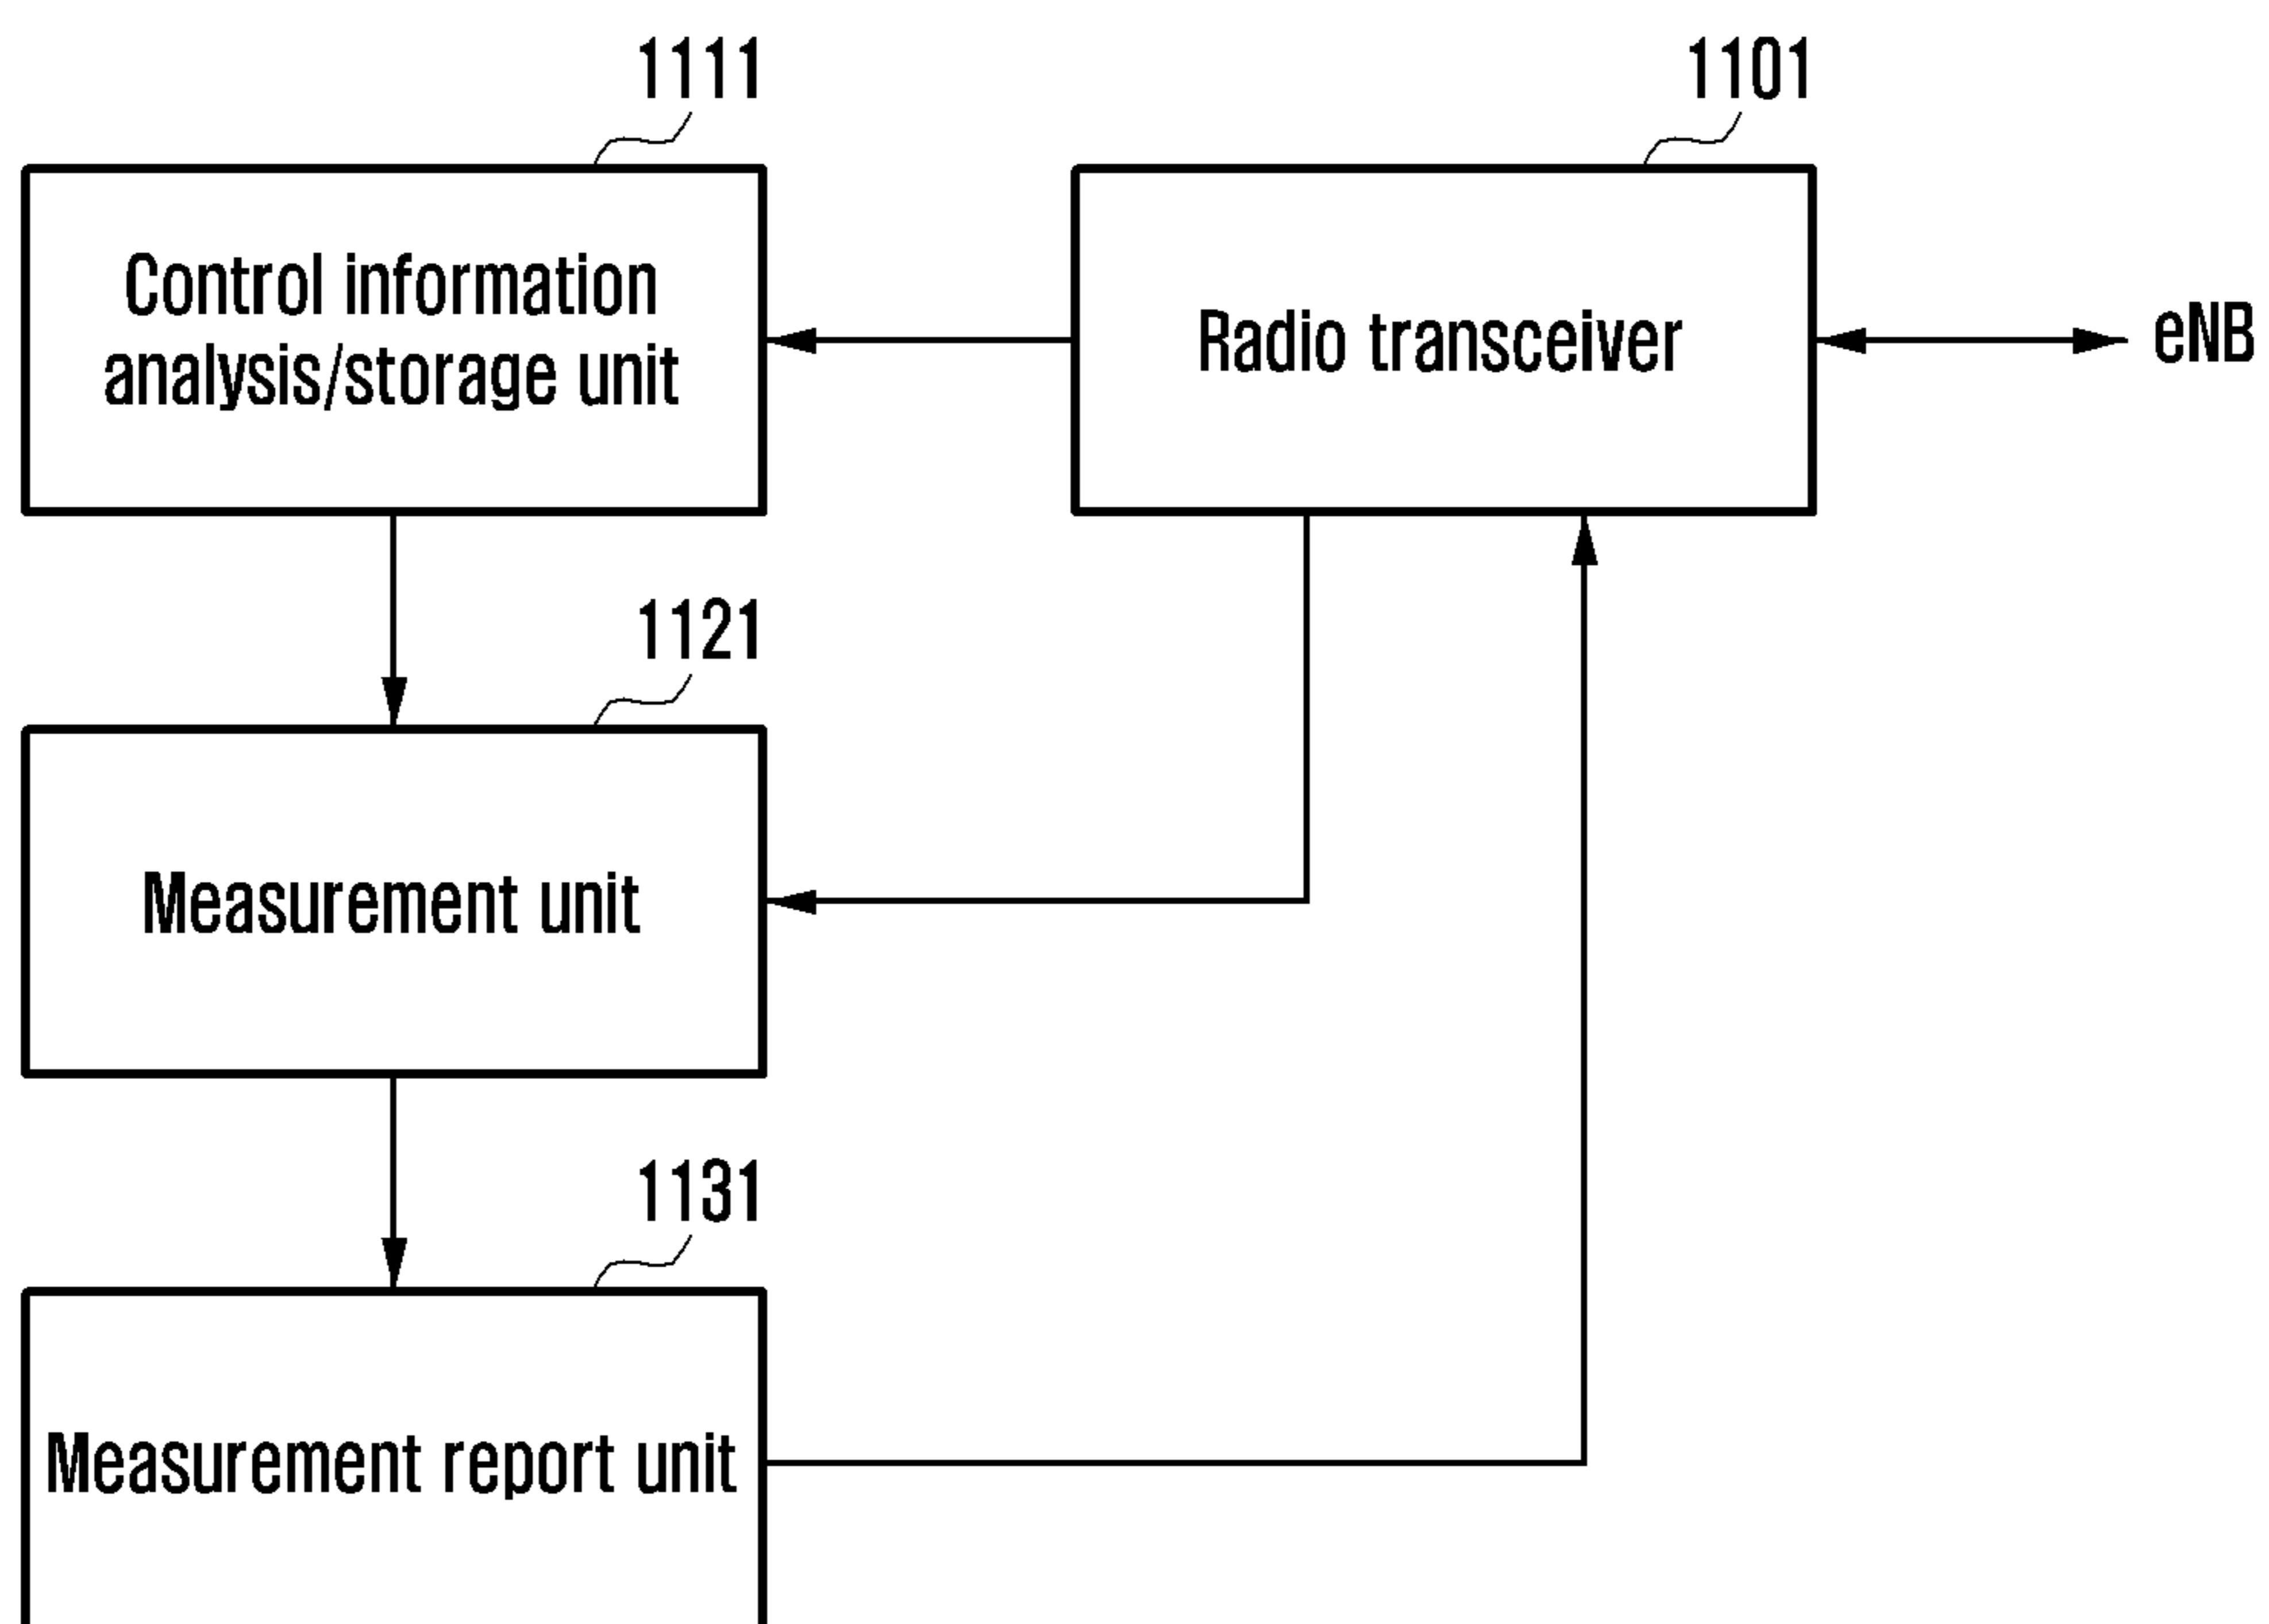 1111
1101
Control information
analysis/storage unit
Radio transceiver
eNB
1121
Measurement unit
1131
Measurement report unit